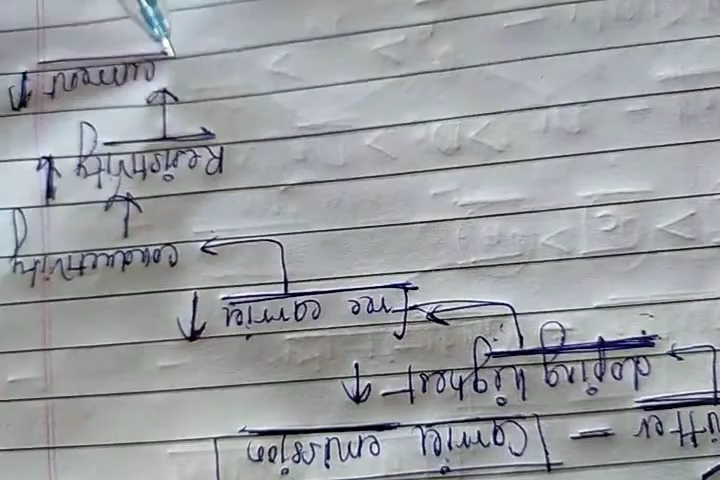 itter – Carrier emission
doping highest ↑
free carrier ↑
conductivity
Resistivity ↓
current ↑